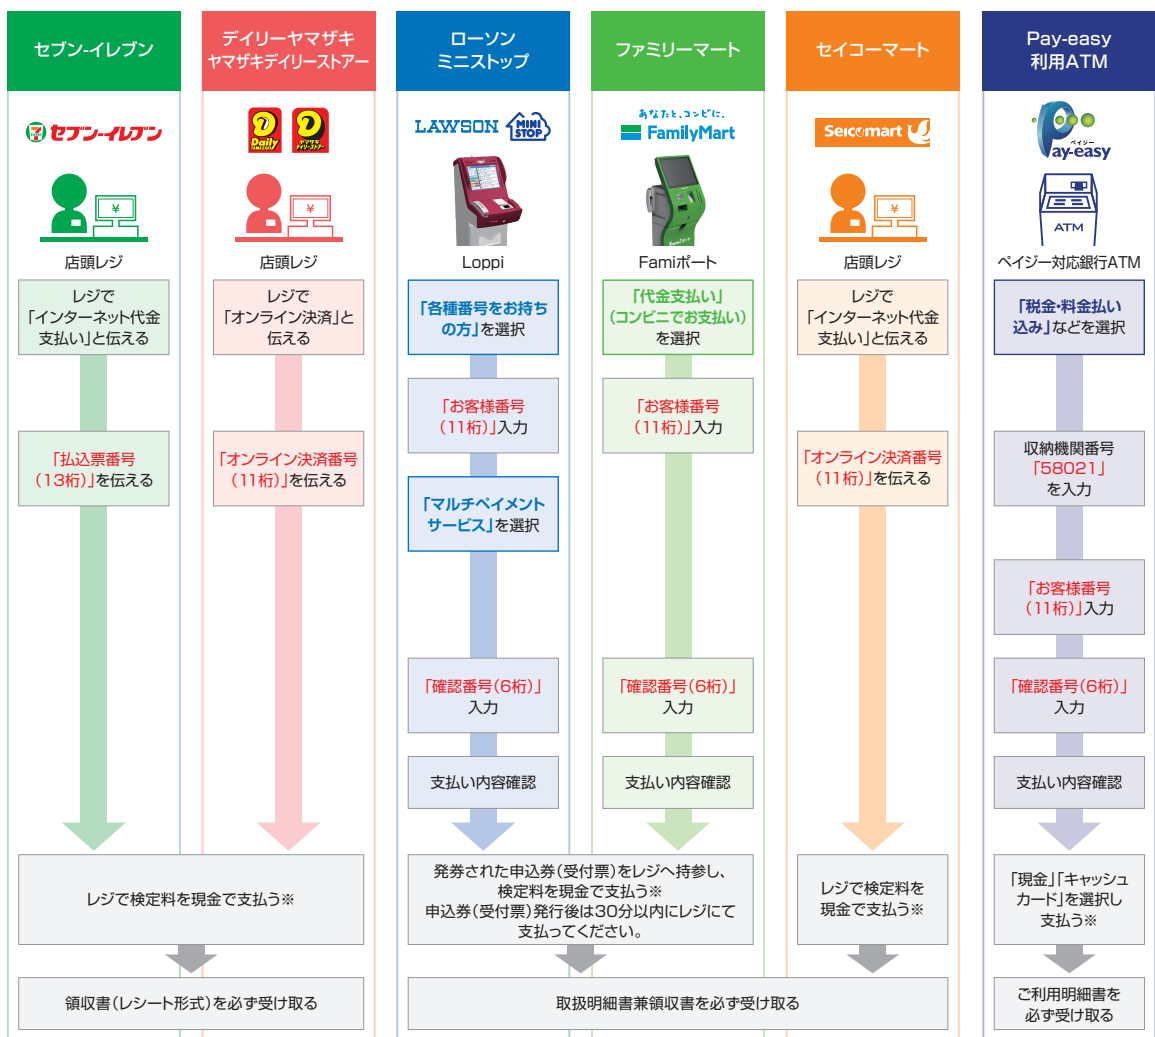 セブン-イレブン
デイリーヤマザキ
ヤマザキデイリーストアー
ローソン
ミニストップ
ファミリーマート
セイコーマート
Pay-easy
利用ATM
セブン-イレブン
Daily
YAMAZAKI
ヤマザキ
デイリーストアー
LAWSON
MINI
STOP
あなたと、コンビに、
FamilyMart
Seicomart
ペイジー
Pay-easy
¥
¥
¥
ATM
店頭レジ
店頭レジ
Loppi
Famiポート
店頭レジ
ペイジー対応銀行ATM
レジで
「インターネット代金
支払い」と伝える
「払込票番号
(13桁)」を伝える
レジで
「オンライン決済」と
伝える
「オンライン決済番号
(11桁)」を伝える
「各種番号をお持ち
の方」を選択
「お客様番号
(11桁)」入力
「マルチペイメント
サービス」を選択
「確認番号(6桁)」
入力
支払い内容確認
「代金支払い」
(コンビニでお支払い)
を選択
「お客様番号
(11桁)」入力
「確認番号(6桁)」
入力
支払い内容確認
レジで
「インターネット代金
支払い」と伝える
「オンライン決済番号
(11桁)」を伝える
「税金・料金払い
込み」などを選択
収納機関番号
「58021」
を入力
「お客様番号
(11桁)」入力
「確認番号(6桁)」
入力
支払い内容確認
レジで検定料を現金で支払う※
発券された申込券(受付票)をレジへ持参し、
検定料を現金で支払う※
申込券(受付票)発行後は30分以内にレジにて
支払ってください。
レジで検定料を
現金で支払う※
「現金」「キャッシュ
カード」を選択し
支払う※
領収書(レシート形式)を必ず受け取る
取扱明細書兼領収書を必ず受け取る
ご利用明細書を
必ず受け取る